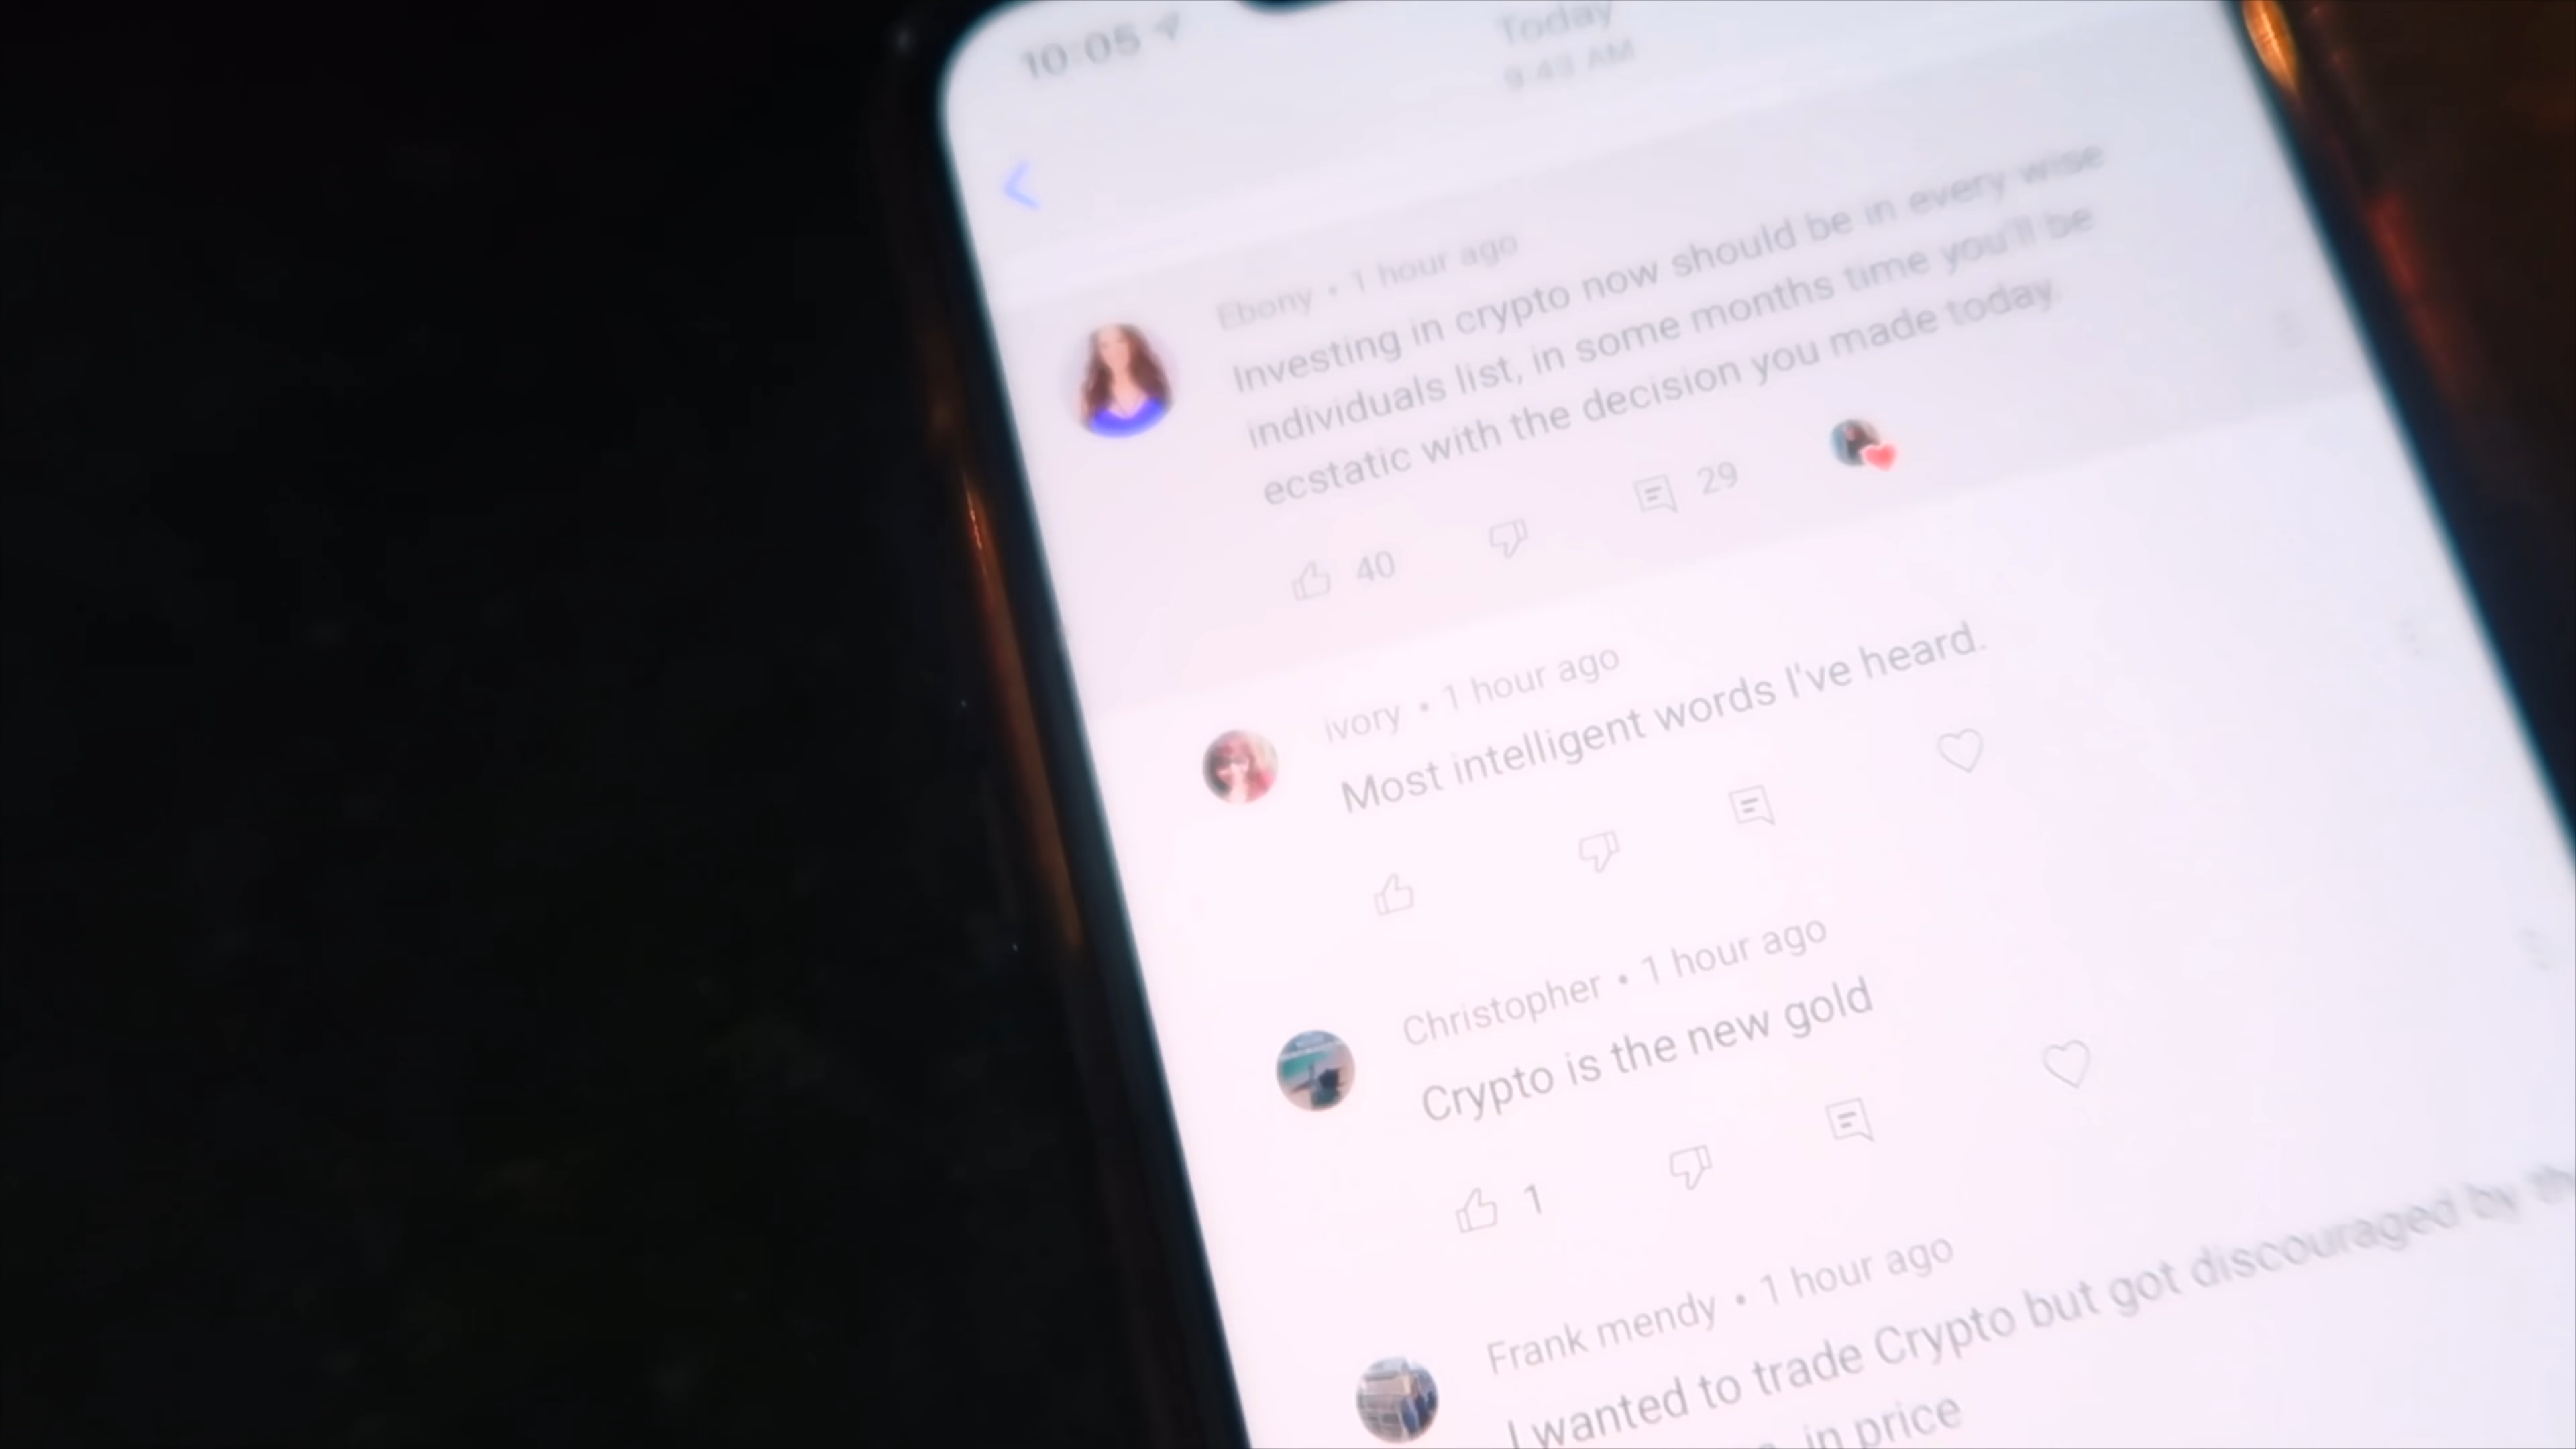 10:05
Today
9:43 AM
Ebony • 1 hour ago
Investing in crypto now should be in every wise
individuals list, in some months time you'll be
ecstatic with the decision you made today
40
29
ivory • 1 hour ago
Most intelligent words I've heard.
Christopher • 1 hour ago
Crypto is the new gold
1
Frank mendy • 1 hour ago
I wanted to trade Crypto but got discouraged by
in price